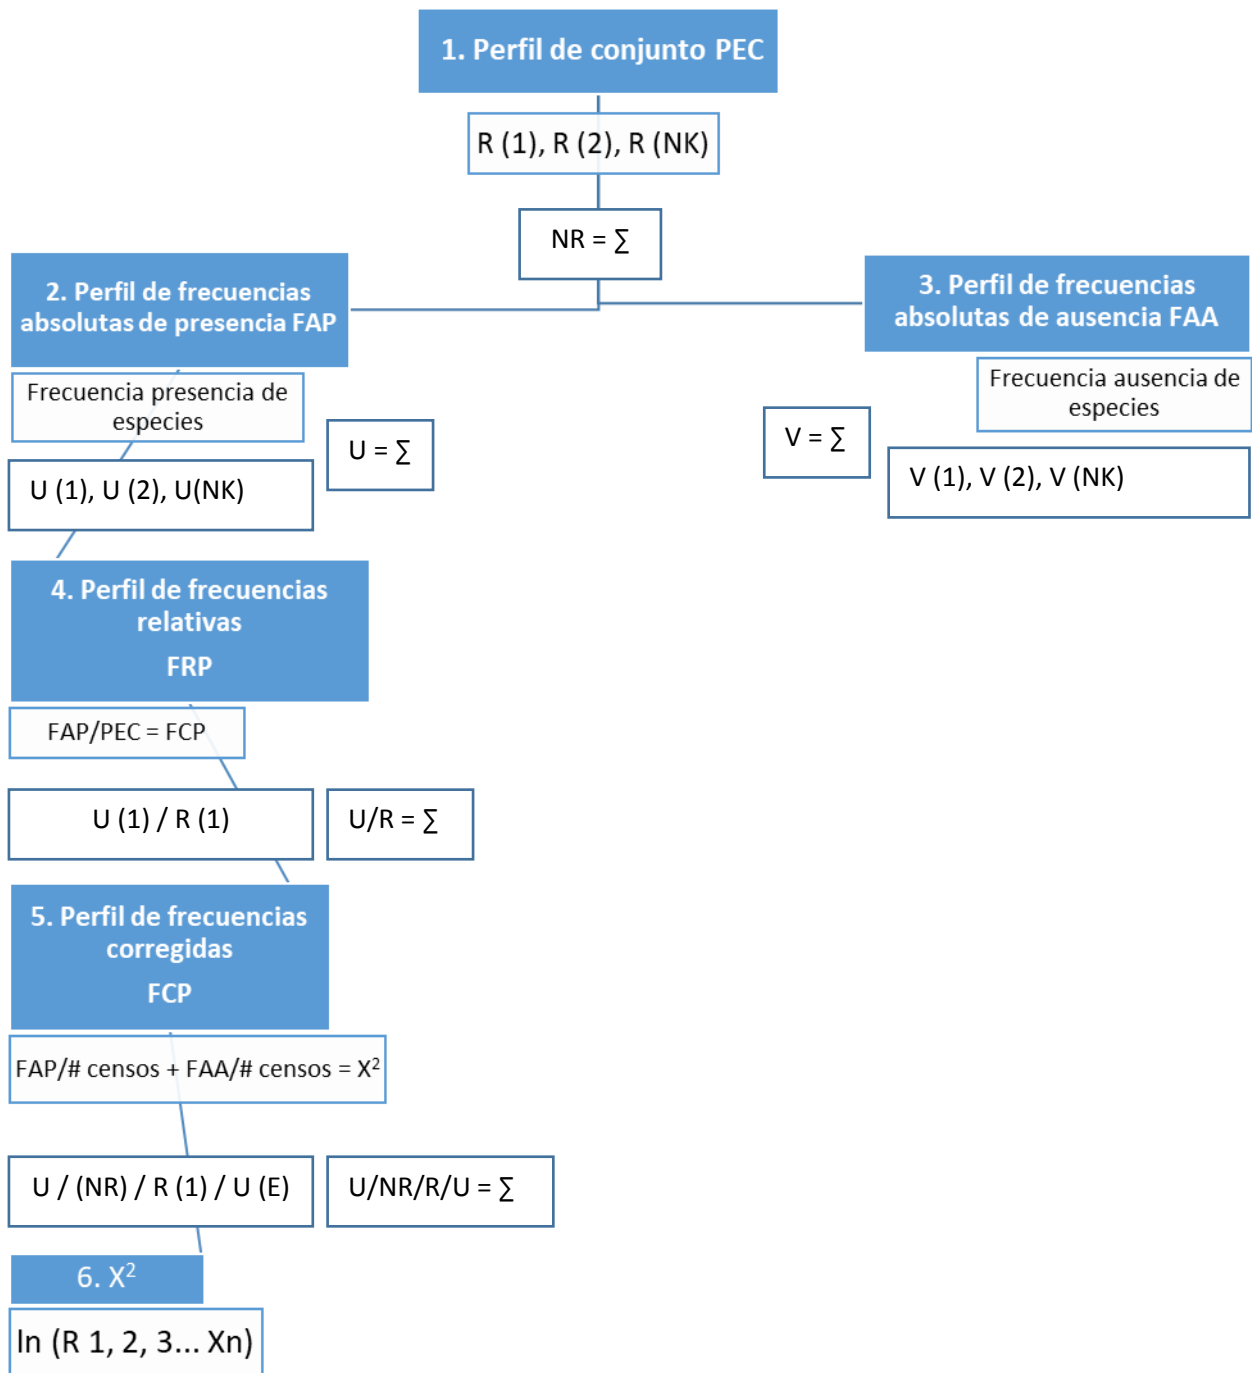 1. Perfil de conjunto PEC
R (1), R (2), R (NK)
NR = ∑
2. Perfil de frecuencias
absolutas de presencia FAP
3. Perfil de frecuencias
absolutas de ausencia FAA
Frecuencia presencia de
especies
Frecuencia ausencia de
especies
U = ∑
V = ∑
U (1), U (2), U(NK)
V (1), V (2), V (NK)
4. Perfil de frecuencias
relativas
FRP
FAP/PEC = FCP
U (1) / R (1)
U/R = ∑
5. Perfil de frecuencias
corregidas
FCP
FAP/# censos + FAA/# censos = X²
U / (NR) / R (1) / U (E)
U/NR/R/U = ∑
6. X²
In (R 1, 2, 3... Xn)